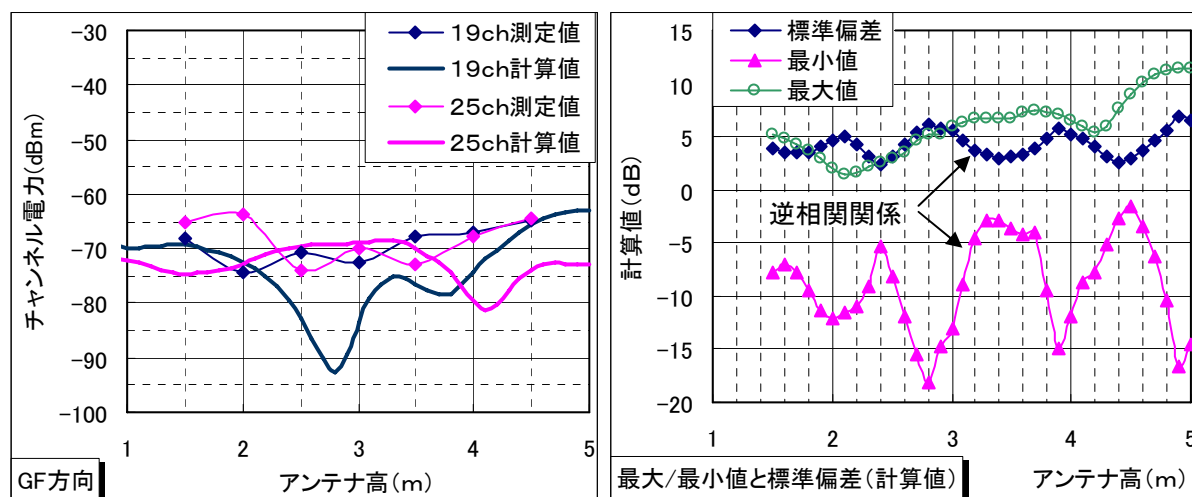 -30
-40
-50
-60
-70
-80
-90
-100
チャンネル電力(dBm)
19ch測定値
19ch計算値
25ch測定値
25ch計算値
1
2
3
4
5
GF方向
アンテナ高(m)
15
10
5
0
-5
-10
-15
-20
計算値(dB)
標準偏差
最小値
最大値
逆相関関係
1
2
3
4
5
最大/最小値と標準偏差(計算値)
アンテナ高(m)